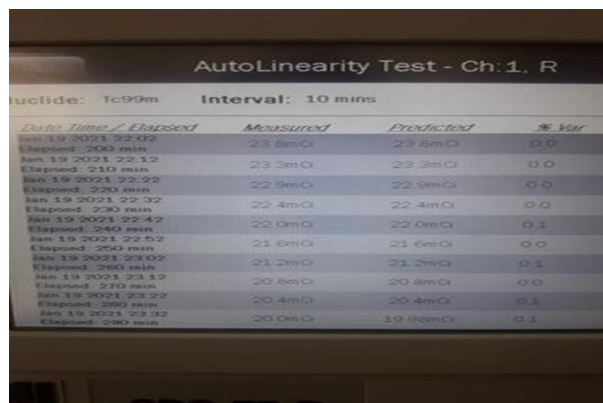 AutoLinearity Test - Ch:1, R
uclide: Tc99m Interval: 10 mins
Date Time / Elapsed Measured Predicted % Var
Jan 19 2021 22:02
Elapsed: 200 min 23.8mCi 23.8mCi 0.0
Jan 19 2021 22:12
Elapsed: 210 min 23.3mCi 23.3mCi 0.0
Jan 19 2021 22:22
Elapsed: 220 min 22.9mCi 22.9mCi 0.0
Jan 19 2021 22:32
Elapsed: 230 min 22.4mCi 22.4mCi 0.0
Jan 19 2021 22:42
Elapsed: 240 min 22.0mCi 22.0mCi 0.1
Jan 19 2021 22:52
Elapsed: 250 min 21.6mCi 21.6mCi 0.0
Jan 19 2021 23:02
Elapsed: 260 min 21.2mCi 21.2mCi 0.1
Jan 19 2021 23:12
Elapsed: 270 min 20.8mCi 20.8mCi 0.0
Jan 19 2021 23:22
Elapsed: 280 min 20.4mCi 20.4mCi 0.1
Jan 19 2021 23:32
Elapsed: 290 min 20.0mCi 19.98mCi 0.1